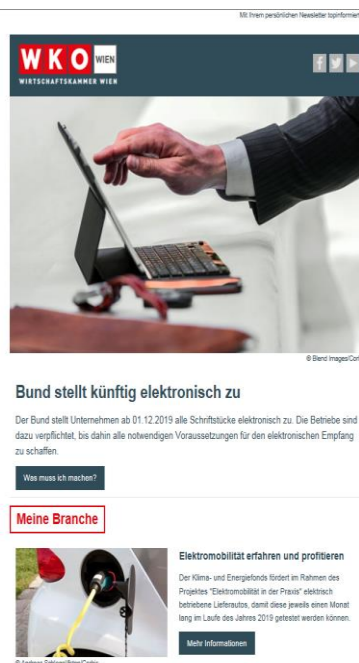 Mit Ihrem persönlichen Newsletter topinformiert
WKO WIEN
WIRTSCHAFTSKAMMER WIEN
© Blend Images/Cor
Bund stellt künftig elektronisch zu
Der Bund stellt Unternehmen ab 01.12.2019 alle Schriftstücke elektronisch zu. Die Betriebe sind
dazu verpflichtet, bis dahin alle notwendigen Voraussetzungen für den elektronischen Empfang
zu schaffen.
Was muss ich machen?
Meine Branche
Elektromobilität erfahren und profitieren
Der Klima- und Energiefonds fördert im Rahmen des
Projektes "Elektromobilität in der Praxis" elektrisch
betriebene Lieferautos, damit diese jeweils einen Monat
lang im Laufe des Jahres 2019 getestet werden können.
Mehr Informationen